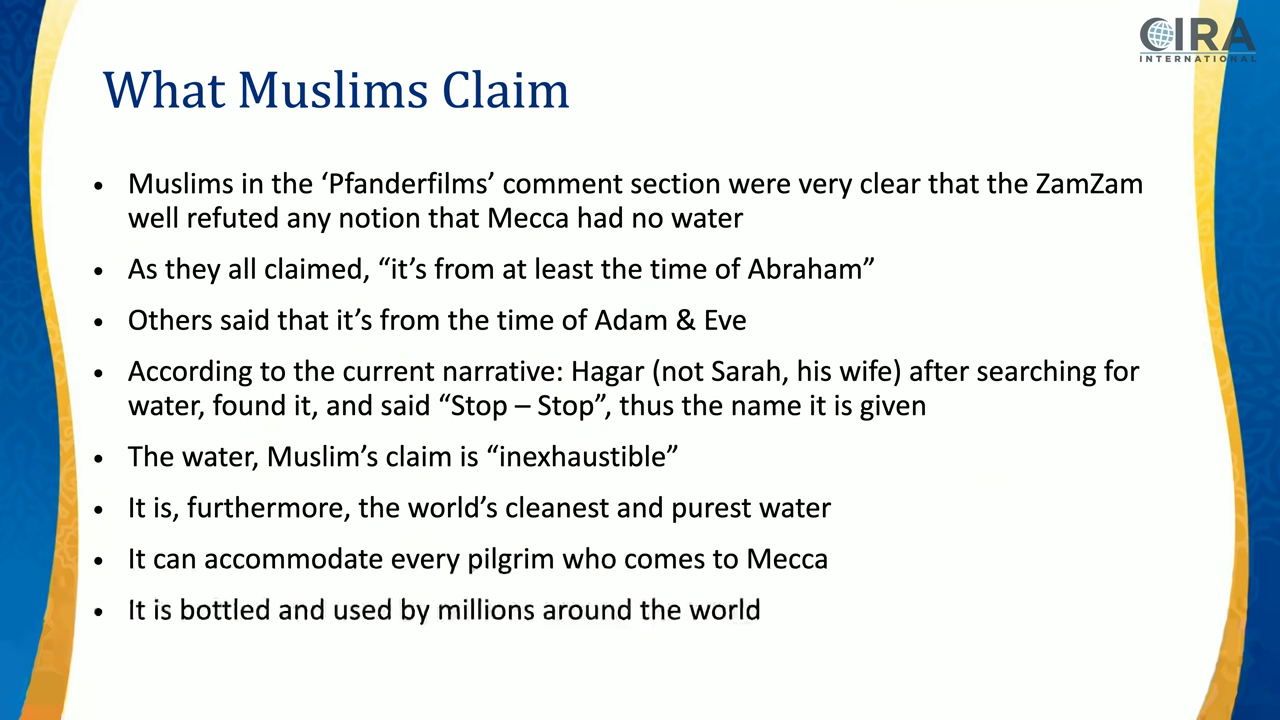 CIRA
INTERNATIONAL
What Muslims Claim
• Muslims in the ‘Pfanderfilms’ comment section were very clear that the ZamZam
well refuted any notion that Mecca had no water
• As they all claimed, “it’s from at least the time of Abraham”
• Others said that it’s from the time of Adam & Eve
• According to the current narrative: Hagar (not Sarah, his wife) after searching for
water, found it, and said “Stop – Stop”, thus the name it is given
• The water, Muslim’s claim is “inexhaustible”
• It is, furthermore, the world’s cleanest and purest water
• It can accommodate every pilgrim who comes to Mecca
• It is bottled and used by millions around the world